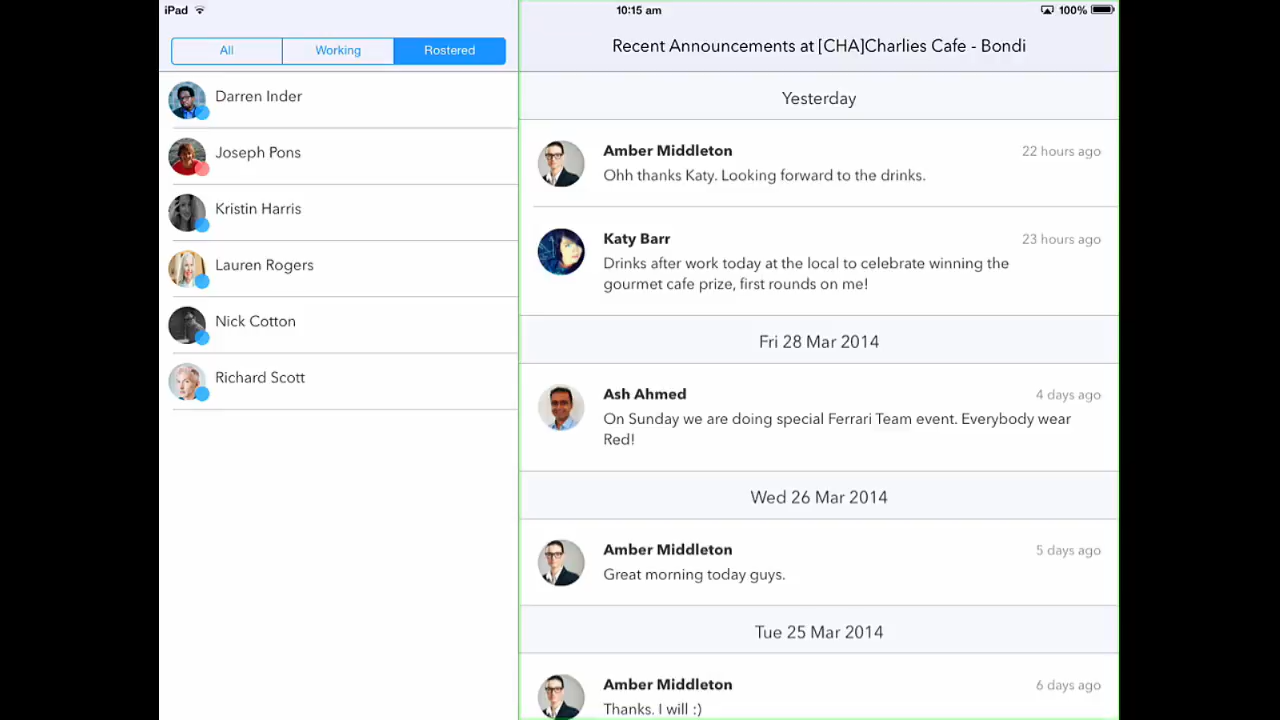 iPad
10:15 am
100%
All
Working
Rostered
Darren Inder
Joseph Pons
Kristin Harris
Lauren Rogers
Nick Cotton
Richard Scott
Recent Announcements at [CHA]Charlies Cafe - Bondi
Yesterday
Amber Middleton
22 hours ago
Ohh thanks Katy. Looking forward to the drinks.
Katy Barr
23 hours ago
Drinks after work today at the local to celebrate winning the
gourmet cafe prize, first rounds on me!
Fri 28 Mar 2014
Ash Ahmed
4 days ago
On Sunday we are doing special Ferrari Team event. Everybody wear
Red!
Wed 26 Mar 2014
Amber Middleton
5 days ago
Great morning today guys.
Tue 25 Mar 2014
Amber Middleton
6 days ago
Thanks. I will :)